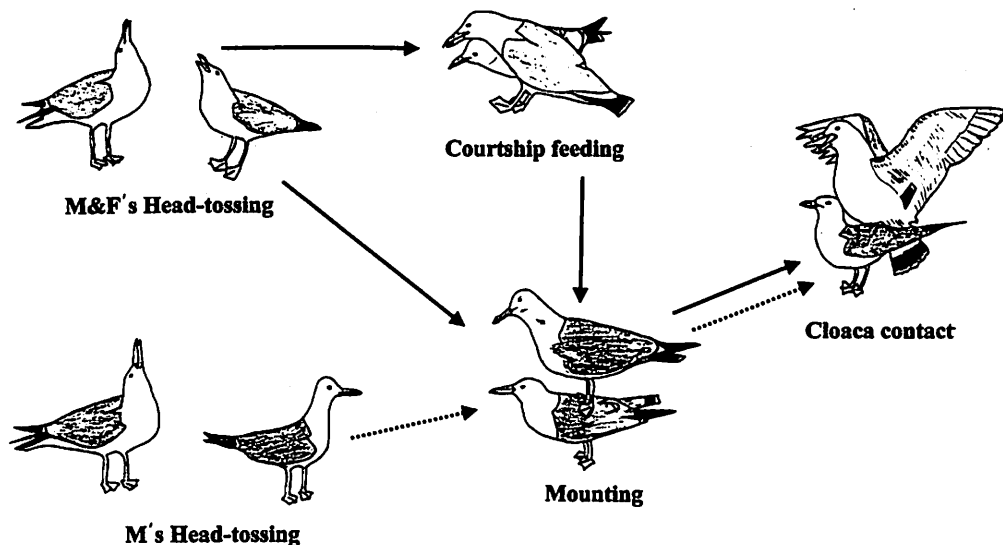 Courtship feeding
M&F's Head-tossing
Cloaca contact
Mounting
M's Head-tossing